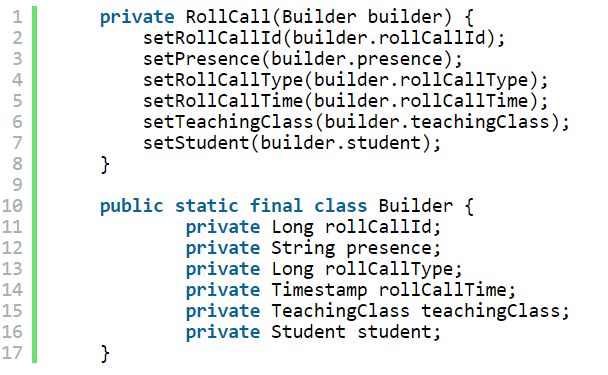 1 private RollCall(Builder builder) {
2 setRollCallId(builder.rollCallId);
3 setPresence(builder.presence);
4 setRollCallType(builder.rollCallType);
5 setRollCallTime(builder.rollCallTime);
6 setTeachingClass(builder.teachingClass);
7 setStudent(builder.student);
8 }
9
10 public static final class Builder {
11 private Long rollCallId;
12 private String presence;
13 private Long rollCallType;
14 private Timestamp rollCallTime;
15 private TeachingClass teachingClass;
16 private Student student;
17 }